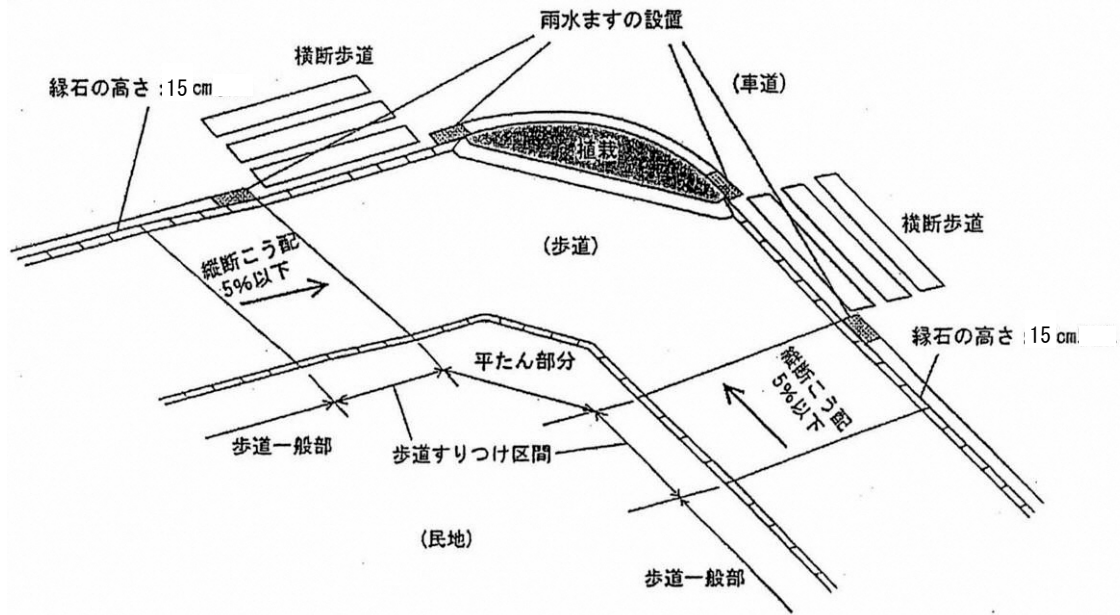 雨水ますの設置
横断歩道
縁石の高さ:15cm
(車道)
植栽
横断歩道
(歩道)
縦断こう配
5%以下
縁石の高さ:15cm
平たん部分
縦断こう配
5%以下
歩道一般部
歩道すりつけ区間
(民地)
歩道一般部